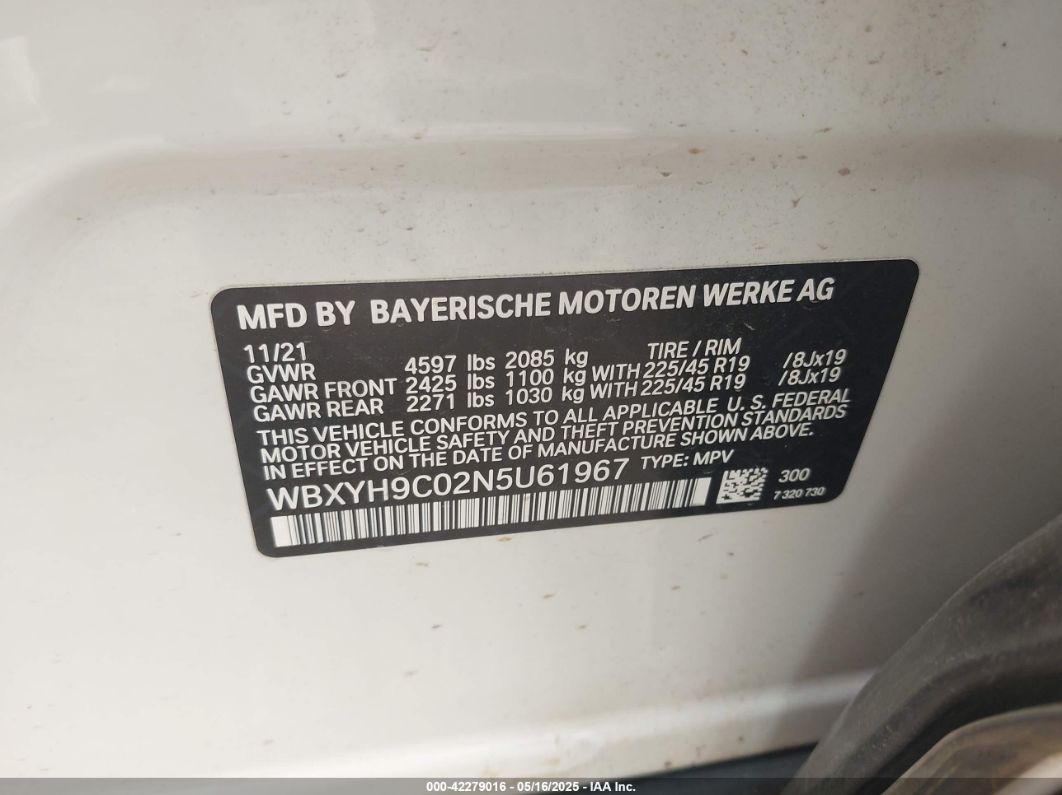 MFD BY BAYERISCHE MOTOREN WERKE AG
11/21 TIRE / RIM
GVWR 4597 lbs 2085 kg
GAWR FRONT 2425 lbs 1100 kg WITH 225/45 R19 /8Jx19
GAWR REAR 2271 lbs 1030 kg WITH 225/45 R19 /8Jx19
THIS VEHICLE CONFORMS TO ALL APPLICABLE U. S. FEDERAL
MOTOR VEHICLE SAFETY AND THEFT PREVENTION STANDARDS
IN EFFECT ON THE DATE OF MANUFACTURE SHOWN ABOVE.
WBXYH9C02N5U61967 TYPE: MPV
300
7 320 730
000-42279016 - 05/16/2025 - IAA Inc.